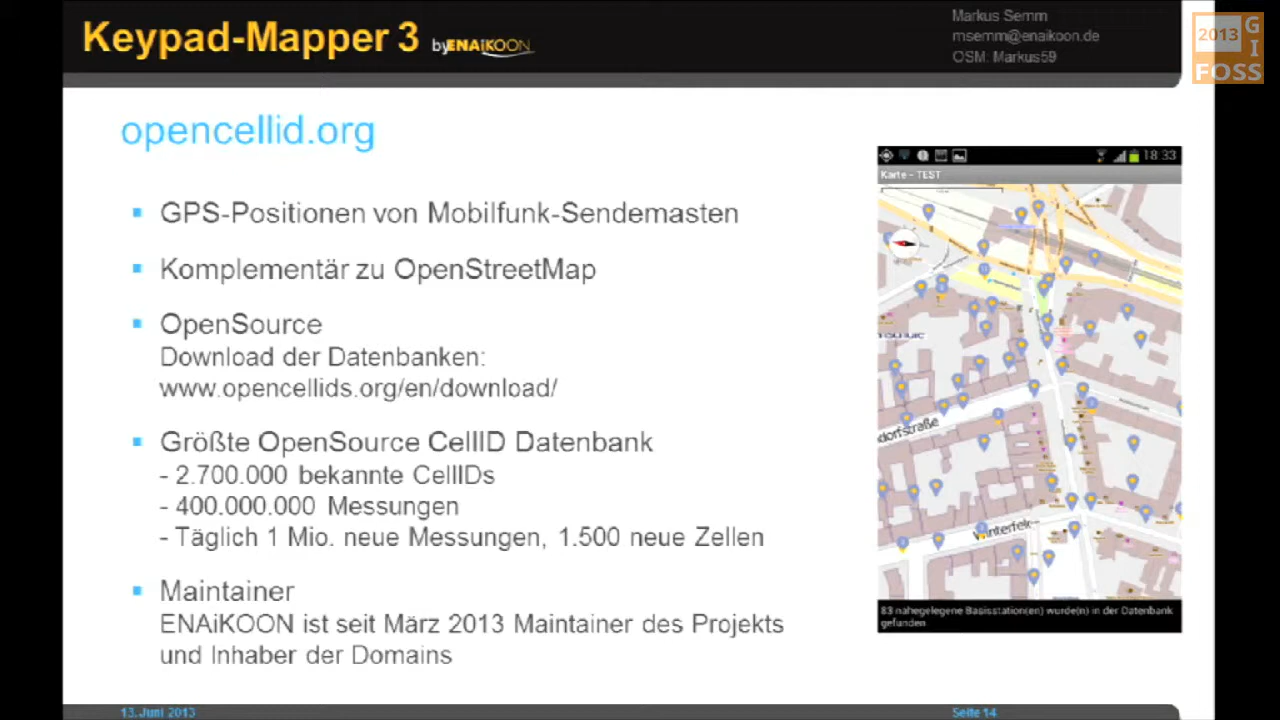 Keypad-Mapper 3 byENAiKOON
Markus Semm
msemm@enaikoon.de
OSM: Markus59
2013 GI
FOSS
opencellid.org
GPS-Positionen von Mobilfunk-Sendemasten
Komplementär zu OpenStreetMap
OpenSource
Download der Datenbanken:
www.opencellids.org/en/download/
Größte OpenSource CellID Datenbank
- 2.700.000 bekannte CellIDs
- 400.000.000 Messungen
- Täglich 1 Mio. neue Messungen, 1.500 neue Zellen
Maintainer
ENAiKOON ist seit März 2013 Maintainer des Projekts
und Inhaber der Domains
18:33
Karte - TEST
dorfstraße
Winterfel
83 nahegelegene Basisstation(en) wurde(n) in der Datenbank
gefunden
13.Juni 2013
Seite 14